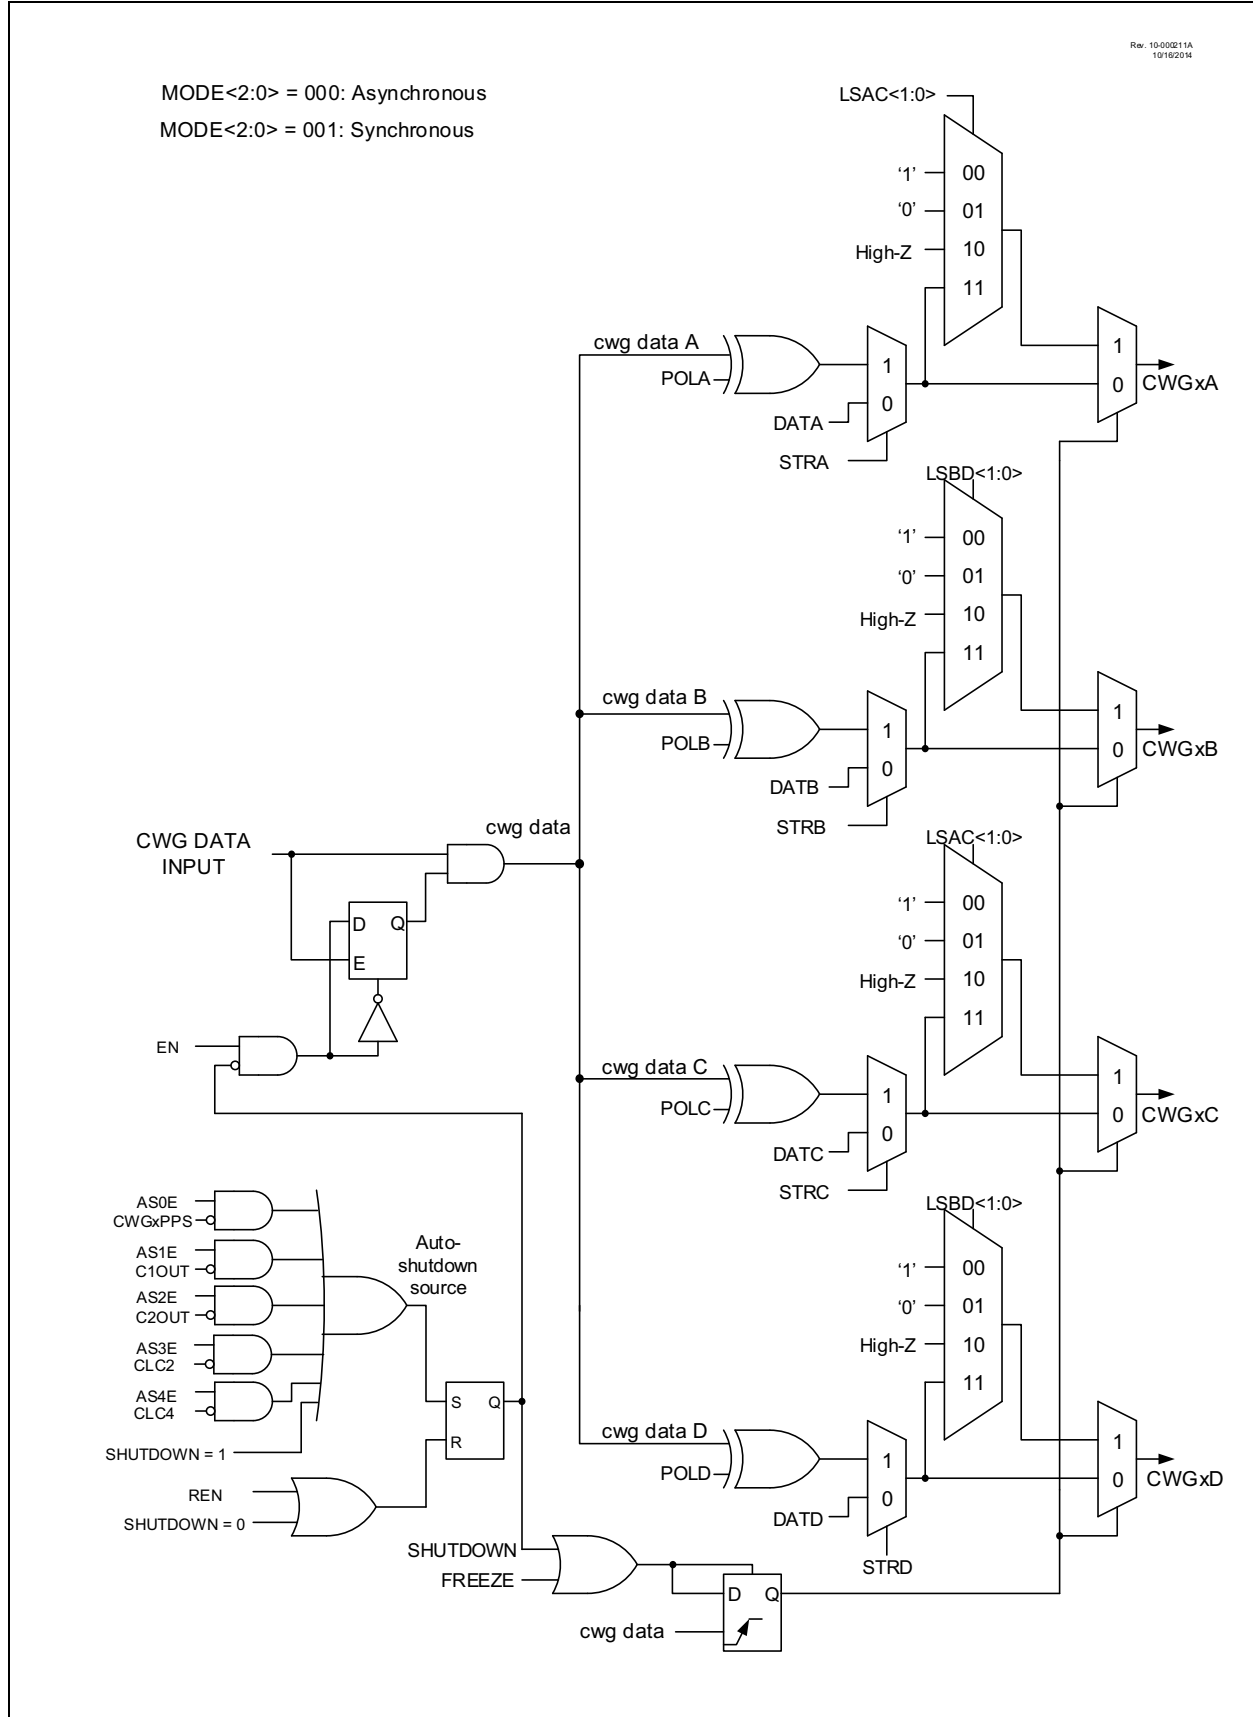 Rev. 10-000211A
10/16/2014
MODE<2:0> = 000: Asynchronous
MODE<2:0> = 001: Synchronous
LSAC<1:0>
‘1’
00
‘0’
01
High-Z
10
11
cwg data A
POLA
1
0
DATA
STRA
1
0
CWGxA
LSBD<1:0>
‘1’
00
‘0’
01
High-Z
10
11
cwg data B
POLB
1
0
DATB
STRB
1
0
CWGxB
CWG DATA
INPUT
cwg data
D
Q
E
EN
LSAC<1:0>
‘1’
00
‘0’
01
High-Z
10
11
cwg data C
POLC
1
0
DATC
STRC
1
0
CWGxC
AS0E
CWGxPPS
AS1E
C1OUT
AS2E
C2OUT
AS3E
CLC2
AS4E
CLC4
SHUTDOWN = 1
Auto-
shutdown
source
S
Q
R
REN
SHUTDOWN = 0
LSBD<1:0>
‘1’
00
‘0’
01
High-Z
10
11
cwg data D
POLD
1
0
DATD
STRD
1
0
CWGxD
SHUTDOWN
FREEZE
D
Q
cwg data